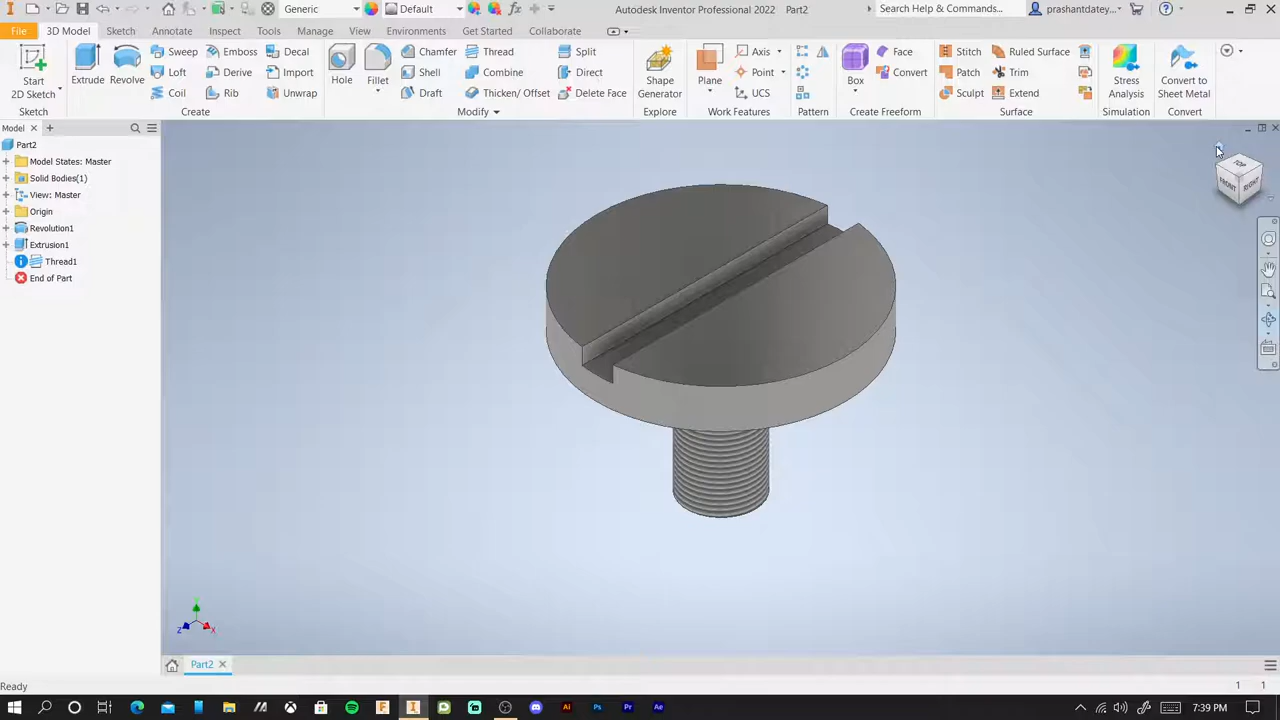 Generic
Default
Autodesk Inventor Professional 2022
Part2
Search Help & Commands...
prashantdatey...
File
3D Model
Sketch
Annotate
Inspect
Tools
Manage
View
Environments
Get Started
Collaborate
Start
2D Sketch
Extrude
Revolve
Sweep
Emboss
Decal
Loft
Derive
Import
Coil
Rib
Unwrap
Hole
Fillet
Chamfer
Thread
Split
Shell
Combine
Direct
Draft
Thicken/ Offset
Delete Face
Shape
Generator
Plane
Axis
Point
UCS
Box
Face
Convert
Stitch
Ruled Surface
Patch
Trim
Sculpt
Extend
Stress
Analysis
Convert to
Sheet Metal
Sketch
Create
Modify
Explore
Work Features
Pattern
Create Freeform
Surface
Simulation
Convert
Model
Part2
Model States: Master
Solid Bodies(1)
View: Master
Origin
Revolution1
Extrusion1
Thread1
End of Part
TOP
FRONT
RIGHT
Y
Z
X
Part2
Ready
1
1
7:39 PM